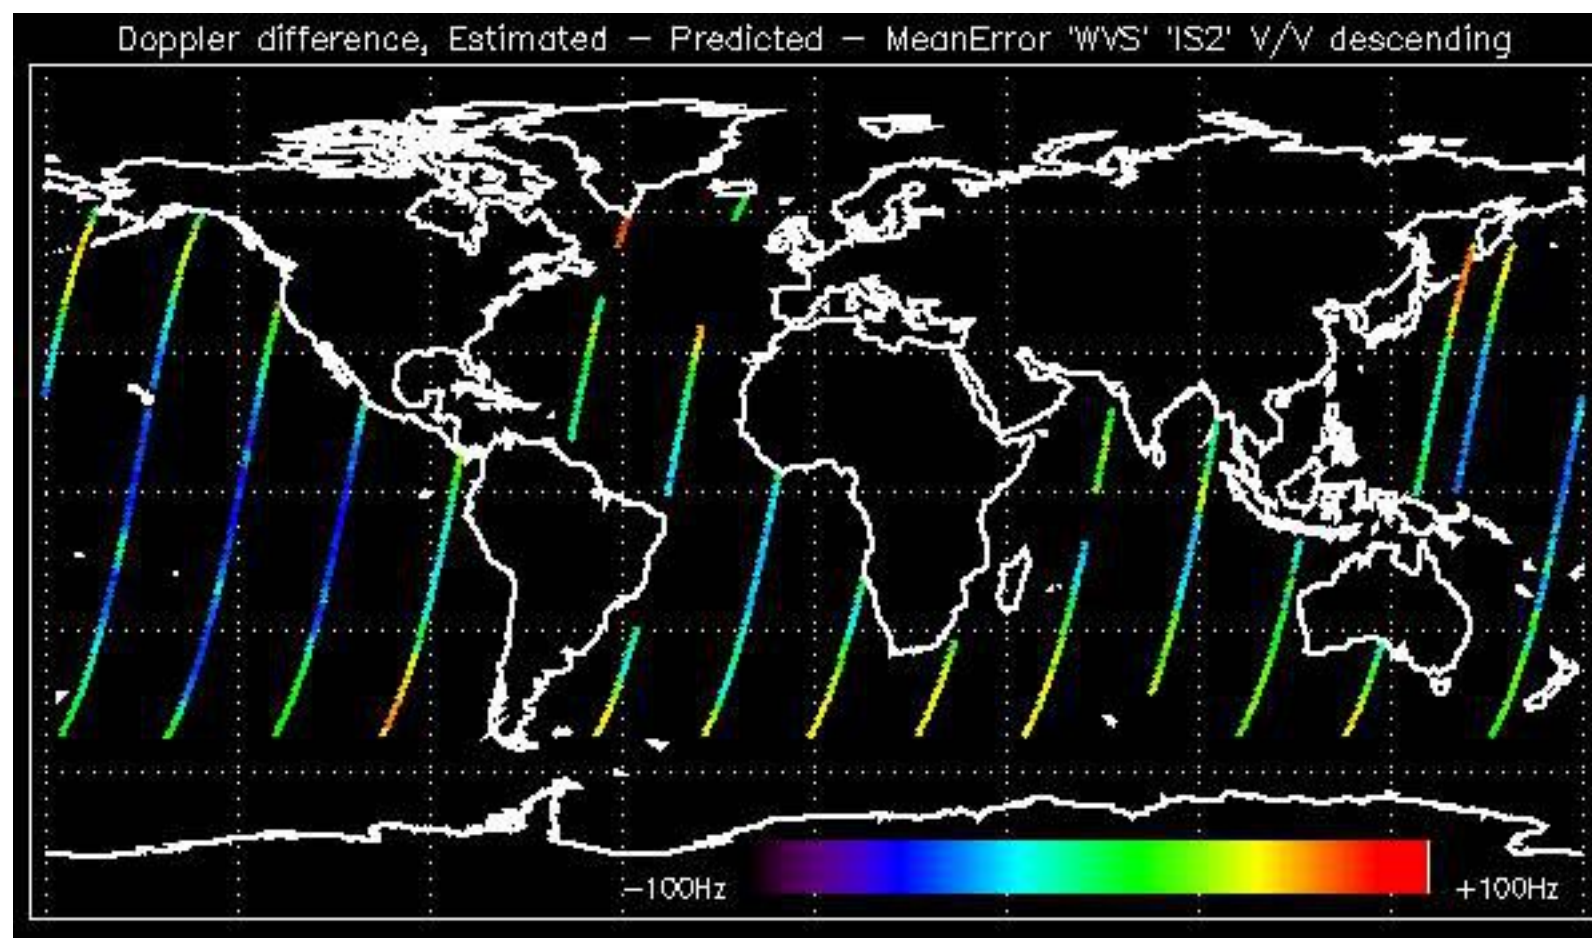 Doppler difference, Estimated – Predicted – MeanError 'WVS' 'IS2' V/V descending
–100Hz
+100Hz